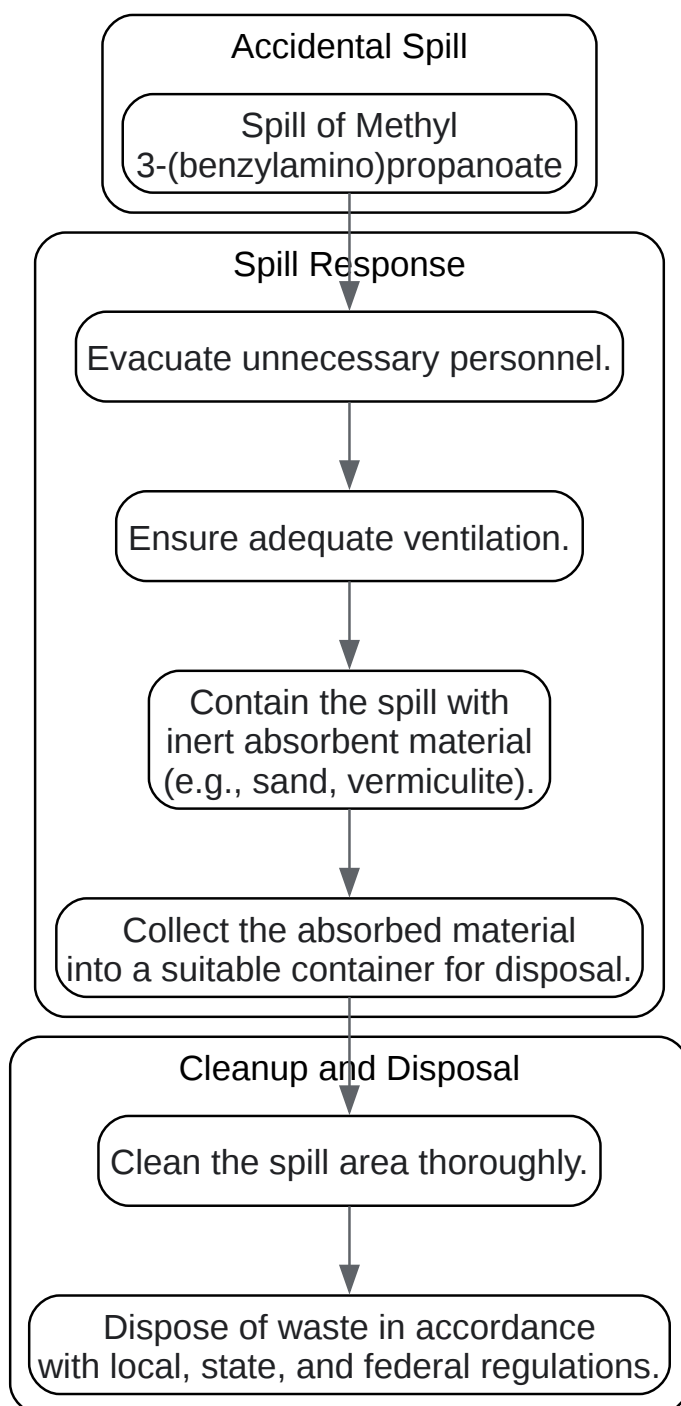 Accidental Spill
Spill of Methyl
3-(benzylamino)propanoate
Spill Response
Evacuate unnecessary personnel.
Ensure adequate ventilation.
Contain the spill with
inert absorbent material
(e.g., sand, vermiculite).
Collect the absorbed material
into a suitable container for disposal.
Cleanup and Disposal
Clean the spill area thoroughly.
Dispose of waste in accordance
with local, state, and federal regulations.